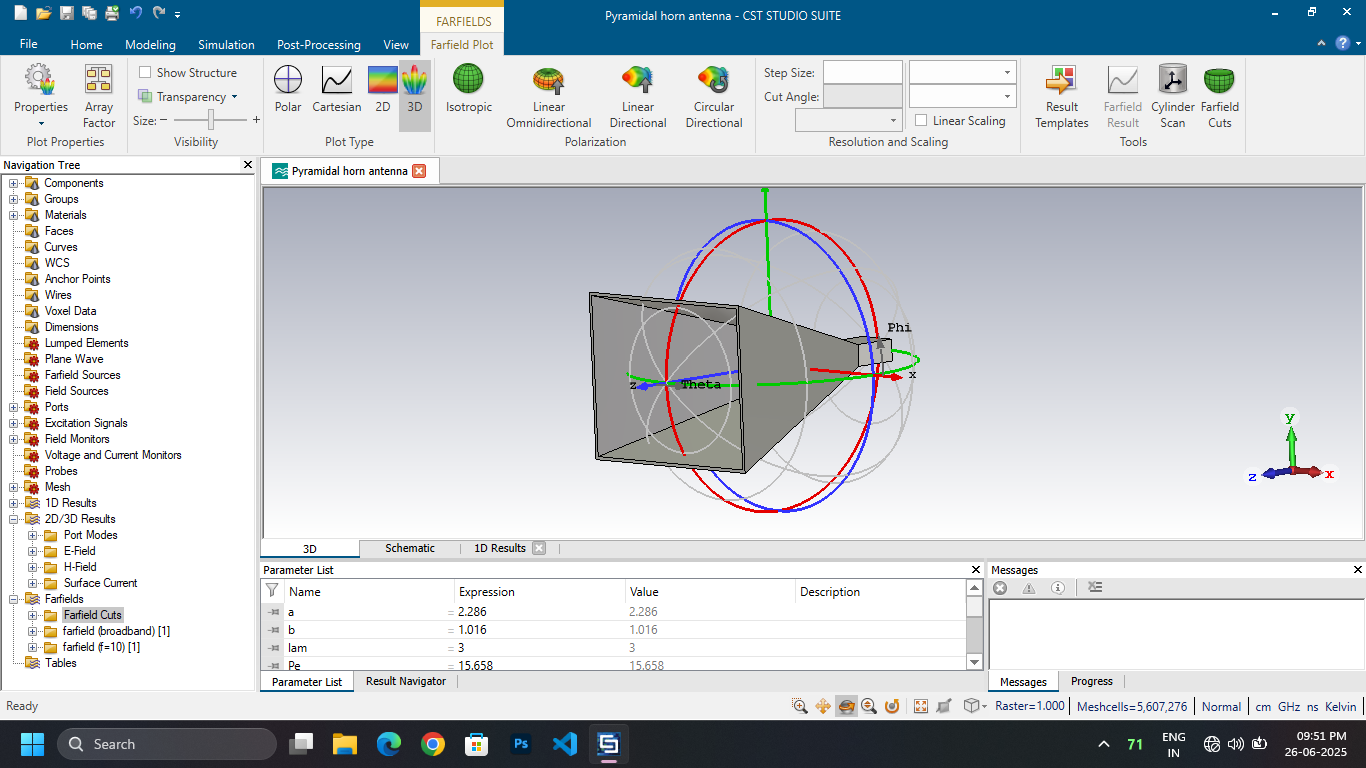 Pyramidal horn antenna - CST STUDIO SUITE
FARFIELDS
File Home Modeling Simulation Post-Processing View Farfield Plot
Properties
Array Factor
Plot Properties
Show Structure
Transparency
Size:
Visibility
Polar Cartesian 2D 3D
Plot Type
Isotropic
Linear Omnidirectional
Linear Directional
Circular Directional
Polarization
Step Size:
Cut Angle:
Linear Scaling
Resolution and Scaling
Result Templates
Farfield Result
Cylinder Scan
Farfield Cuts
Tools
Navigation Tree
Components
Groups
Materials
Faces
Curves
WCS
Anchor Points
Wires
Voxel Data
Dimensions
Lumped Elements
Plane Wave
Farfield Sources
Field Sources
Ports
Excitation Signals
Field Monitors
Voltage and Current Monitors
Probes
Mesh
1D Results
2D/3D Results
Port Modes
E-Field
H-Field
Surface Current
Farfields
Farfield Cuts
farfield (broadband) [1]
farfield (f=10) [1]
Tables
Pyramidal horn antenna
Phi
x
z
Theta
y
z
x
3D Schematic 1D Results
Parameter List
Name Expression Value Description
a = 2.286 2.286
b = 1.016 1.016
lam = 3 3
Pe = 15.658 15.658
Parameter List Result Navigator
Messages
Messages Progress
Ready
Raster=1.000 Meshcells=5,607,276 Normal cm GHz ns Kelvin
Search
Ps
71
ENG
IN
09:51 PM
26-06-2025